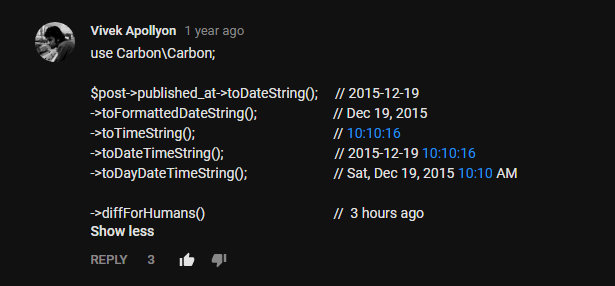 Vivek Apollyon 1 year ago
use Carbon\Carbon;
$post->published_at->toDateString(); // 2015-12-19
->toFormattedDateString(); // Dec 19, 2015
->toTimeString(); // 10:10:16
->toDateTimeString(); // 2015-12-19 10:10:16
->toDayDateTimeString(); // Sat, Dec 19, 2015 10:10 AM
->diffForHumans() // 3 hours ago
Show less
REPLY 3